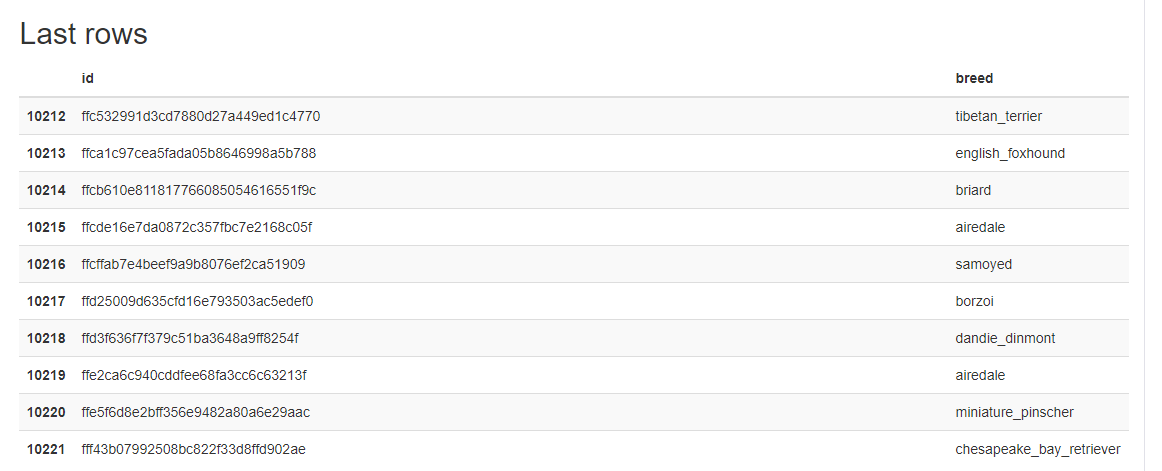 Last rows
id breed
10212 ffc532991d3cd7880d27a449ed1c4770 tibetan_terrier
10213 ffca1c97cea5fada05b8646998a5b788 english_foxhound
10214 ffcb610e811817766085054616551f9c briard
10215 ffcde16e7da0872c357fbc7e2168c05f airedale
10216 ffcffab7e4beef9a9b8076ef2ca51909 samoyed
10217 ffd25009d635cfd16e793503ac5edef0 borzoi
10218 ffd3f636f7f379c51ba3648a9ff8254f dandie_dinmont
10219 ffe2ca6c940cddfee68fa3cc6c63213f airedale
10220 ffe5f6d8e2bff356e9482a80a6e29aac miniature_pinscher
10221 fff43b07992508bc822f33d8ffd902ae chesapeake_bay_retriever